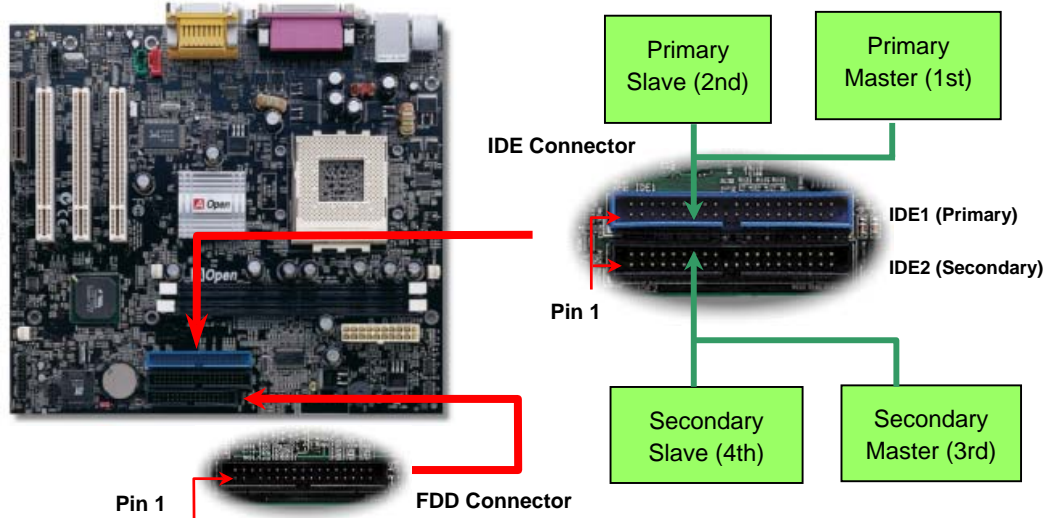 Primary
Slave (2nd)
Primary
Master (1st)
IDE Connector
IDE1
IDE1 (Primary)
IDE2 (Secondary)
Pin 1
AOpen
AOpen
Secondary
Slave (4th)
Secondary
Master (3rd)
Pin 1
FDD Connector